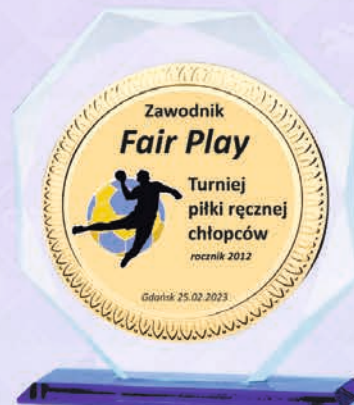 Zawodnik
Fair Play
Turniej
piłki ręcznej
chłopców
rocznik 2012
Gdańsk 25.02.2023